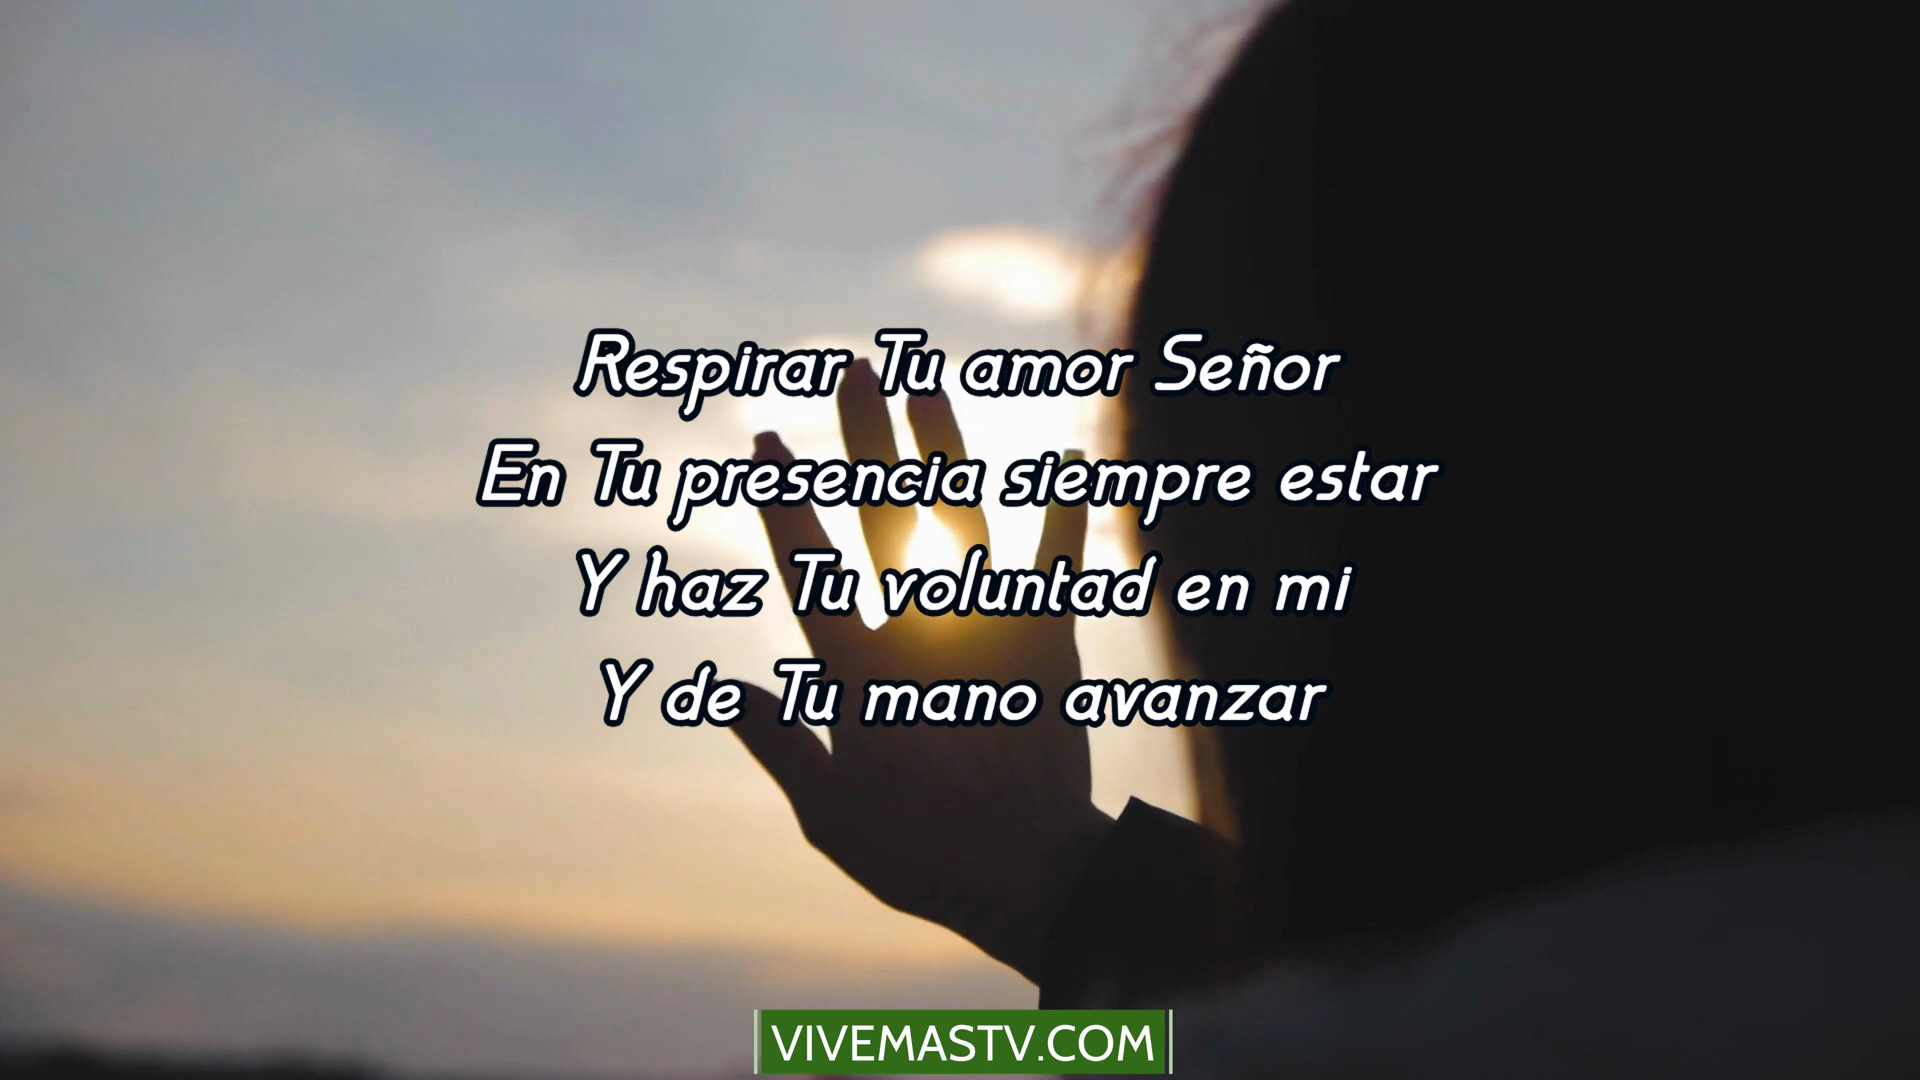 Respirar Tu amor Señor
En Tu presencia siempre estar
Y haz Tu voluntad en mi
Y de Tu mano avanzar
VIVEMASTV.COM